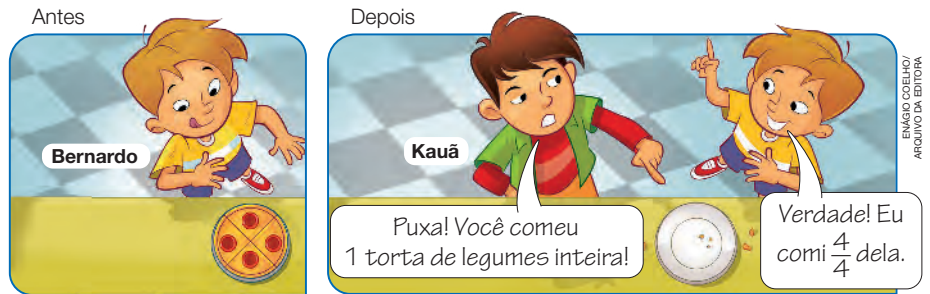 Antes
Bernardo
Depois
Kauã
Puxa! Você comeu
1 torta de legumes inteira!
Verdade! Eu
comi 4/4 dela.
ENÁGIO COELHO/
ARQUIVO DA EDITORA